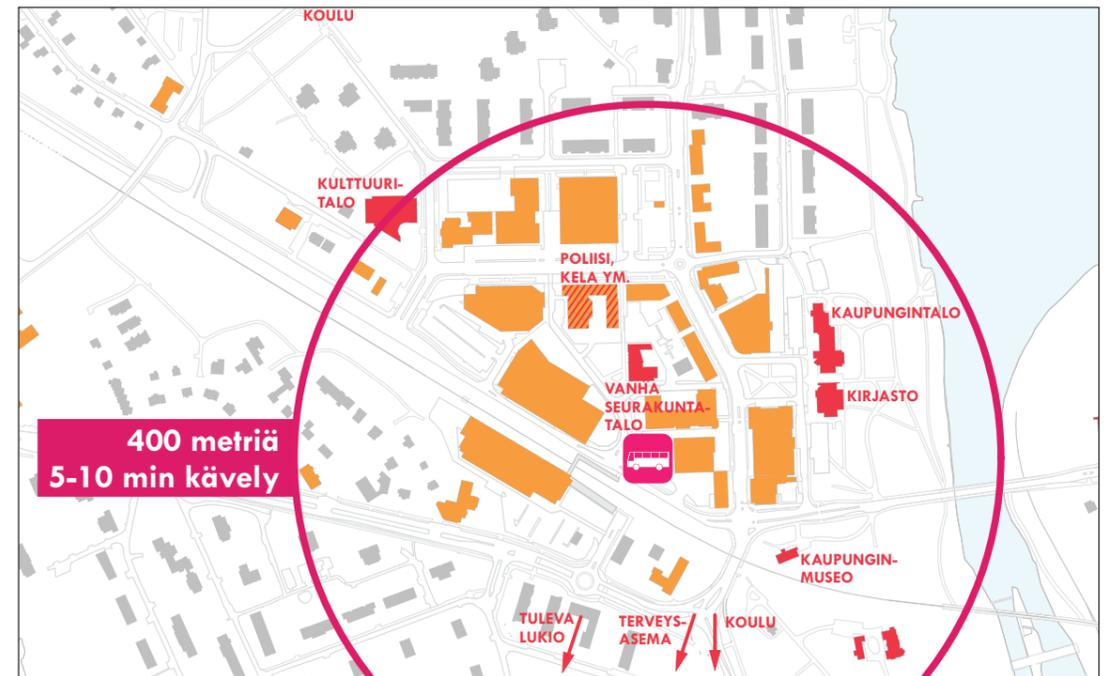 KOULU
KULTTUURI-
TALO
POLIISI,
KELA YM.
KAUPUNGINTALO
VANHA
SEURAKUNTA-
TALO
KIRJASTO
400 metriä
5-10 min kävely
KAUPUNGIN-
MUSEO
TULEVA
LUKIO
TERVEYS-
ASEMA
KOULU